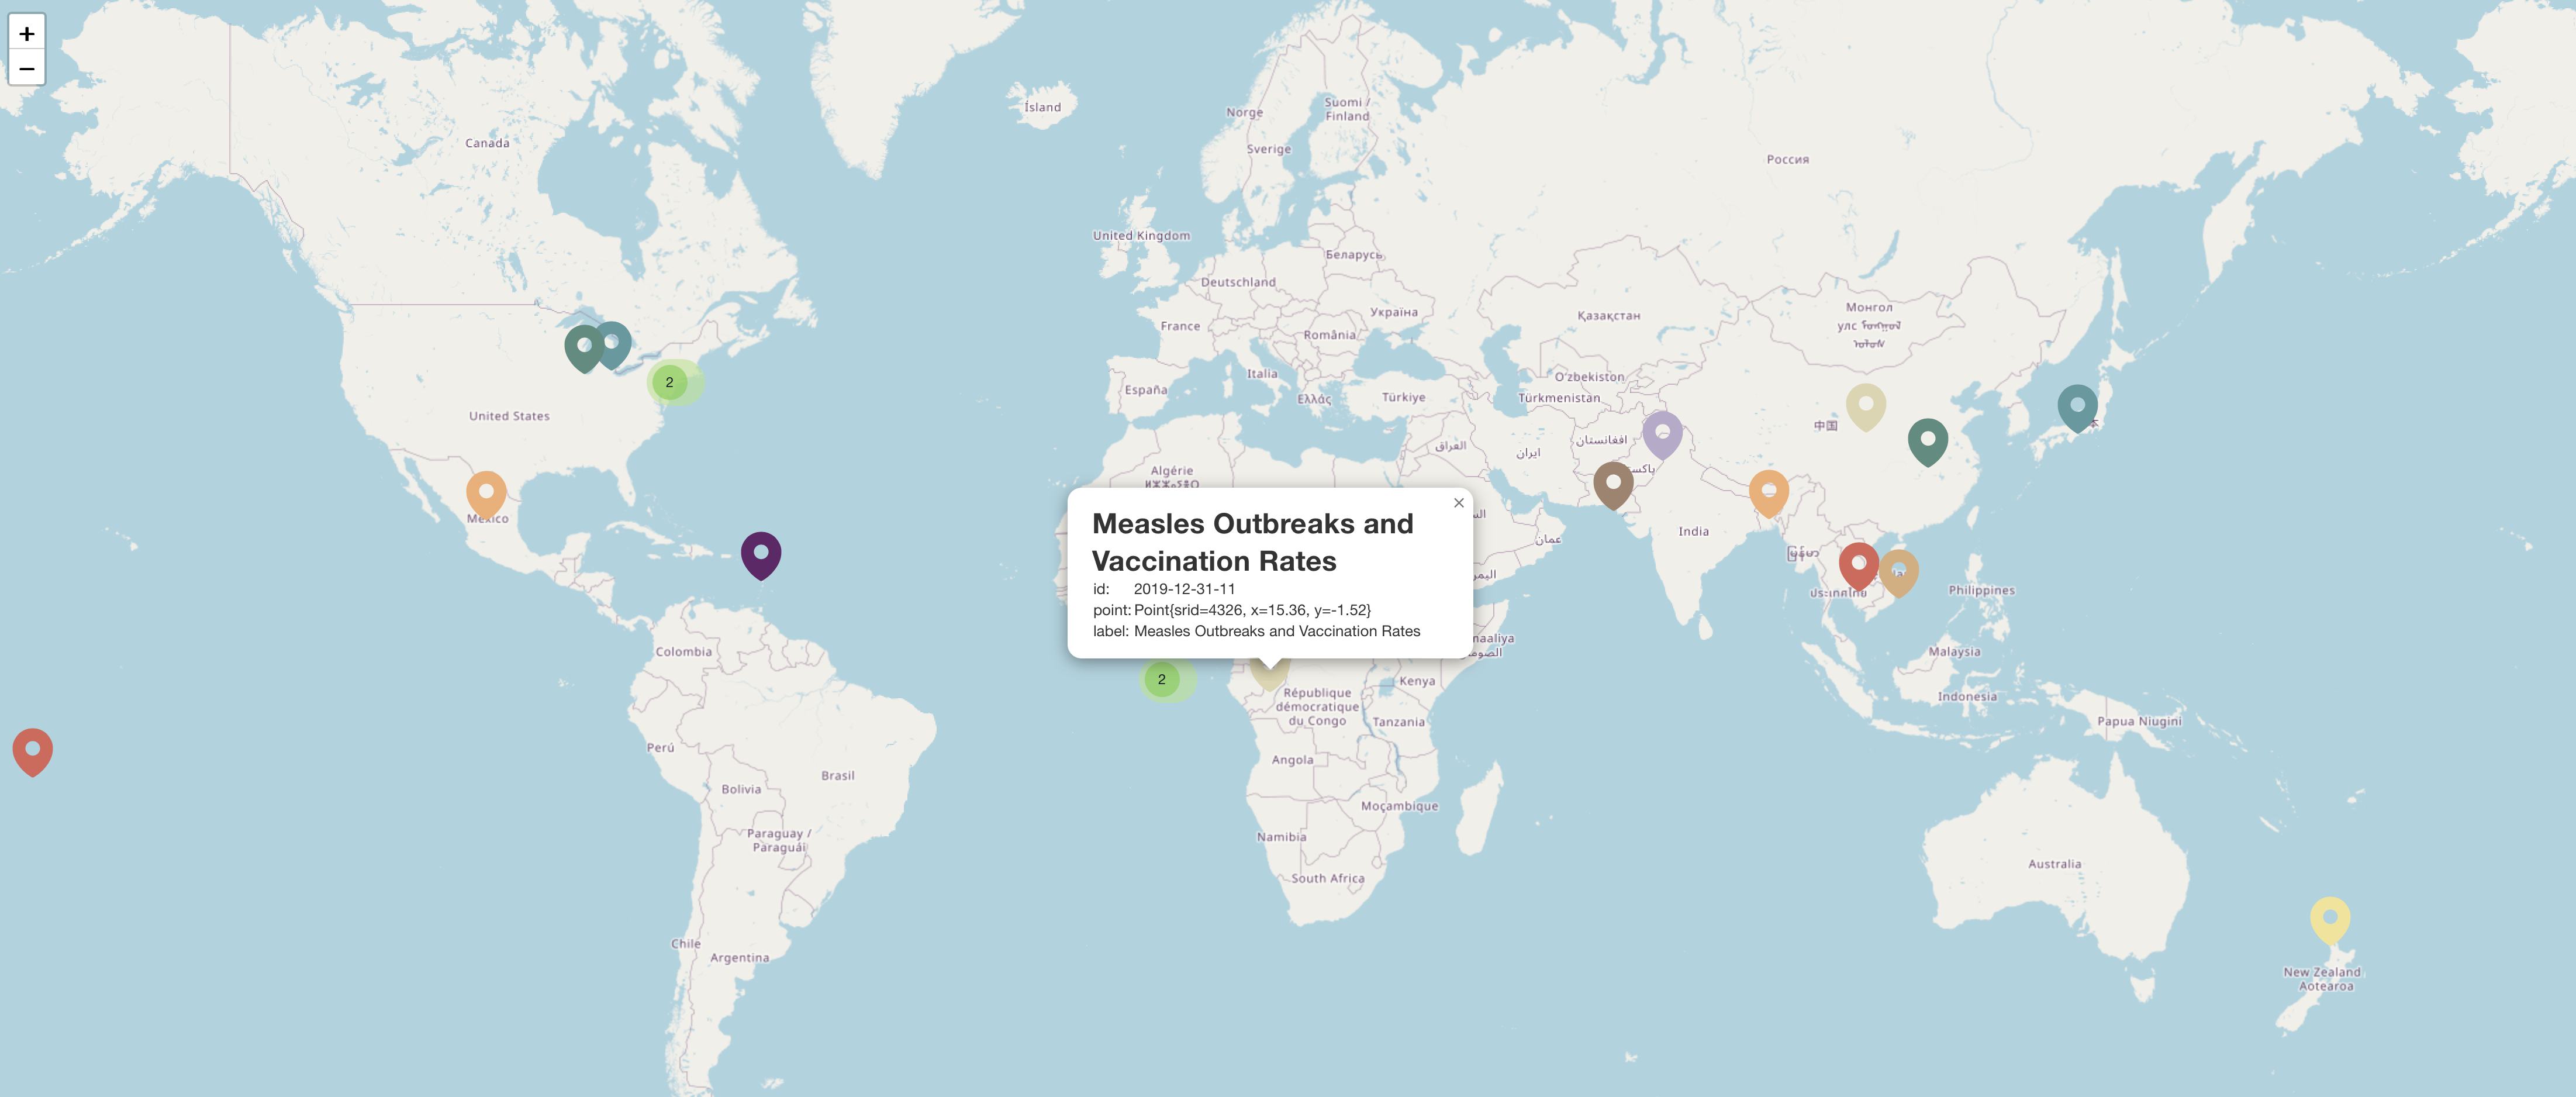 +
−
Ísland
Norge
Suomi /
Finland
Sverige
Canada
Россия
United Kingdom
Беларусь
Deutschland
France
Україна
România
Қазақстан
Монгол
улс
España
Italia
Ελλάς
Türkiye
O'zbekiston
Türkmenistan
2
United States
中国
افغانستان
ایران
العراق
Algérie
México
India
عمان
Philippines
Measles Outbreaks and
Vaccination Rates
×
id: 2019-12-31-11
point: Point{srid=4326, x=15.36, y=-1.52}
label: Measles Outbreaks and Vaccination Rates
Colombia
Malaysia
2
Kenya
République
démocratique
du Congo
Indonesia
Tanzania
Papua Niugini
Perú
Angola
Brasil
Bolivia
Moçambique
Paraguay /
Paraguái
Namibia
Australia
South Africa
Chile
Argentina
New Zealand
Aotearoa